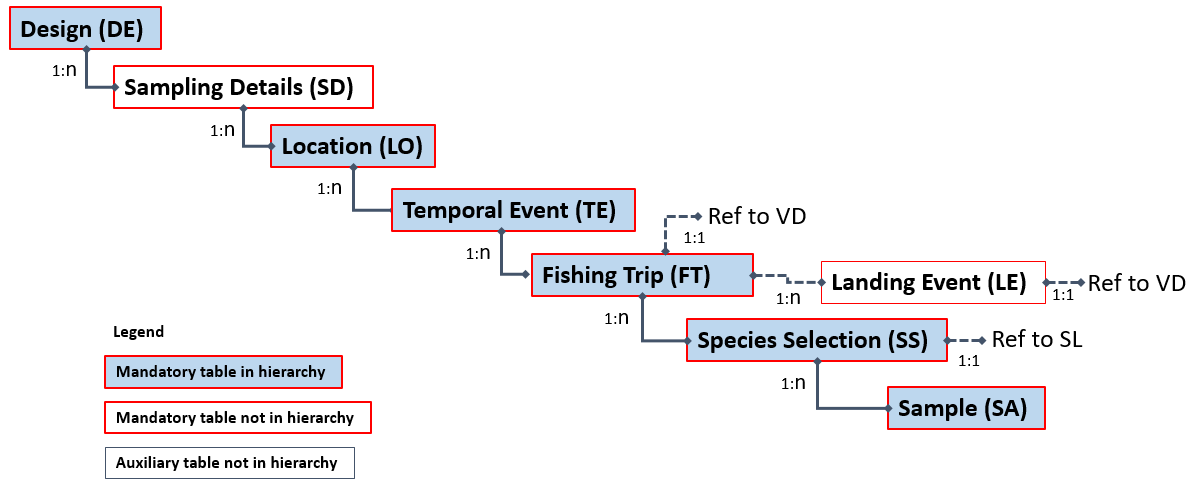 Design (DE)
1:n
Sampling Details (SD)
1:n
Location (LO)
1:n
Temporal Event (TE)
1:n
Ref to VD
1:1
Fishing Trip (FT)
1:n
Landing Event (LE)
1:1
Ref to VD
1:n
Species Selection (SS)
1:1
Ref to SL
1:n
Sample (SA)
Legend
Mandatory table in hierarchy
Mandatory table not in hierarchy
Auxiliary table not in hierarchy